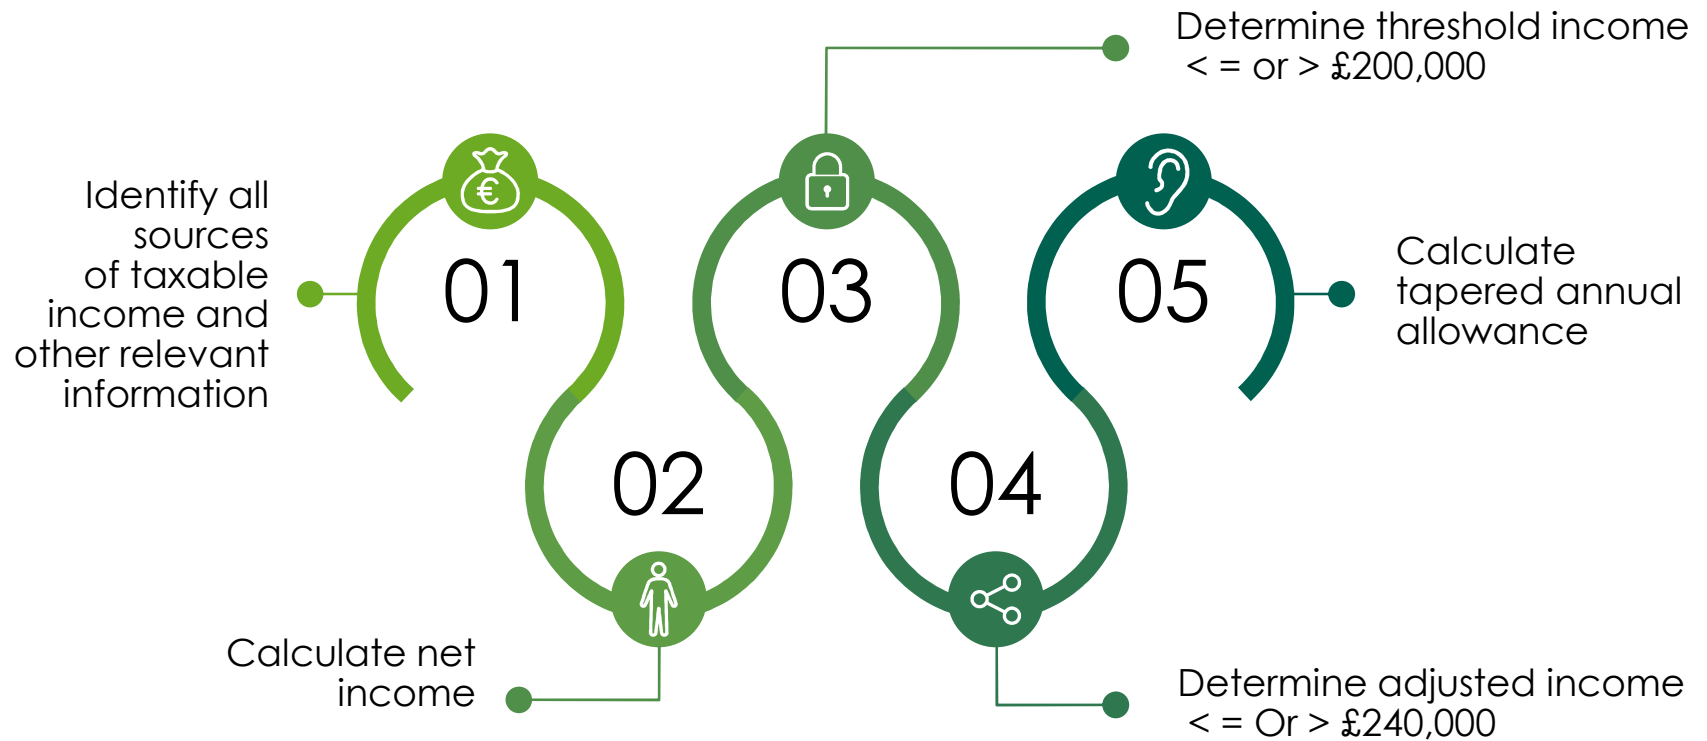 Identify all
sources
of taxable
income and
other relevant
information
€
01
Calculate net
income
02
Determine threshold income
< = or > £200,000
03
Determine adjusted income
< = Or > £240,000
04
Calculate
tapered annual
allowance
05